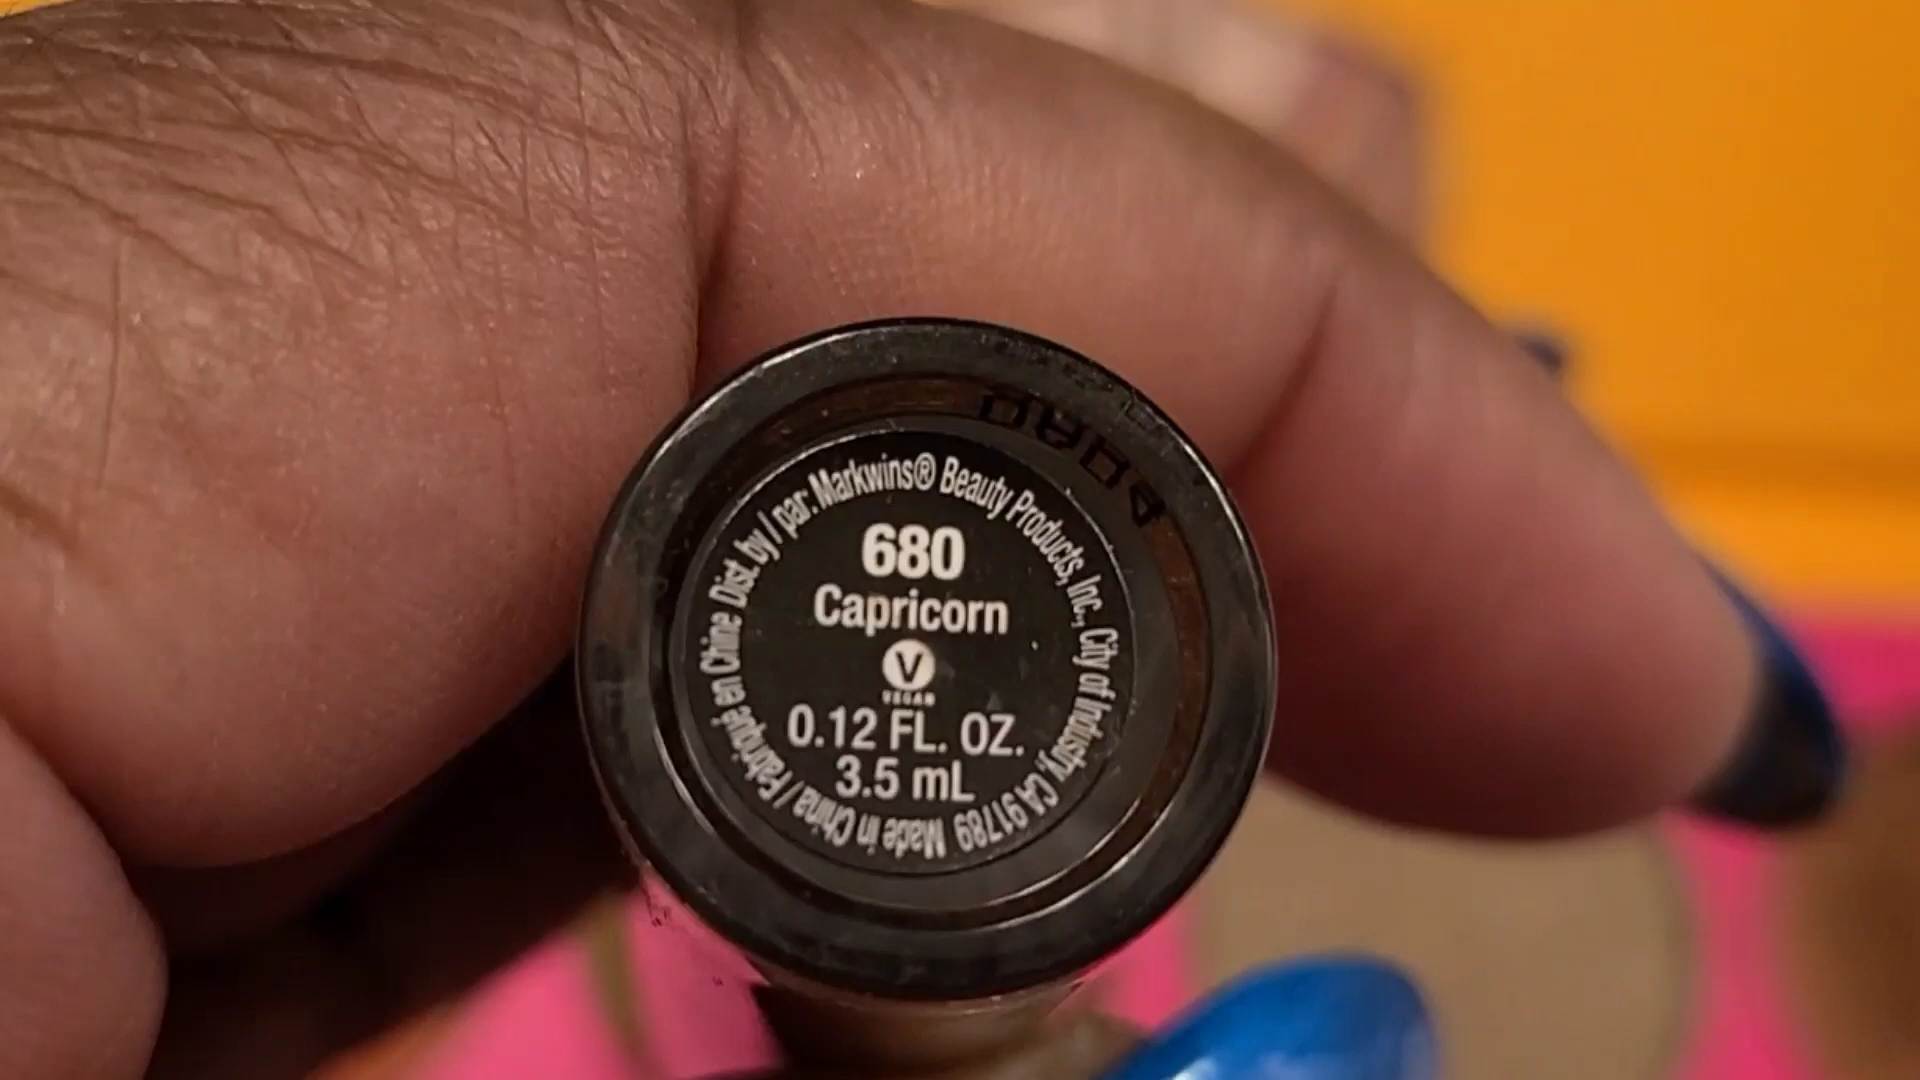 680
Capricorn
V
VEGAN
0.12 FL. OZ.
3.5 mL
Dist. by / par: Markwins® Beauty Products, Inc., City of Industry, CA 91789 Made in China / Fabriqué en Chine